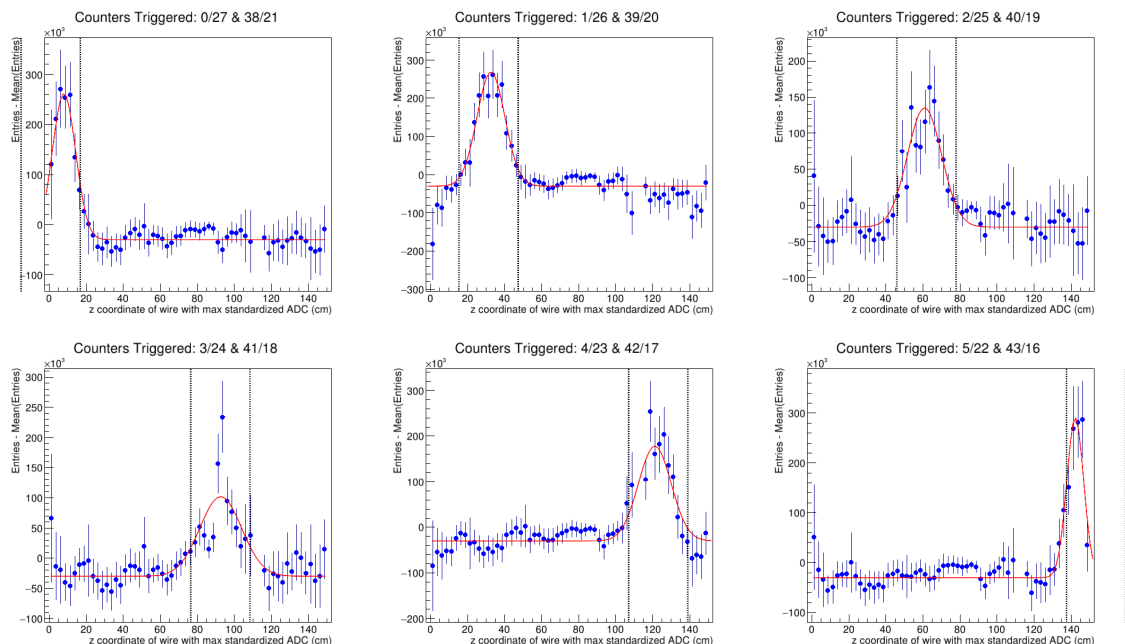 Counters Triggered: 0/27 & 38/21
×10³
Entries - Mean(Entries)
300
200
100
0
−100
0 20 40 60 80 100 120 140
z coordinate of wire with max standardized ADC (cm)
Counters Triggered: 1/26 & 39/20
×10³
Entries - Mean(Entries)
300
200
100
0
−100
−200
−300
0 20 40 60 80 100 120 140
z coordinate of wire with max standardized ADC (cm)
Counters Triggered: 2/25 & 40/19
×10³
Entries - Mean(Entries)
200
150
100
50
0
−50
−100
0 20 40 60 80 100 120 140
z coordinate of wire with max standardized ADC (cm)
Counters Triggered: 3/24 & 41/18
×10³
Entries - Mean(Entries)
300
250
200
150
100
50
0
−50
−100
0 20 40 60 80 100 120 140
z coordinate of wire with max standardized ADC (cm)
Counters Triggered: 4/23 & 42/17
×10³
Entries - Mean(Entries)
400
300
200
100
0
−100
−200
0 20 40 60 80 100 120 140
z coordinate of wire with max standardized ADC (cm)
Counters Triggered: 5/22 & 43/16
×10³
Entries - Mean(Entries)
400
300
200
100
0
−100
0 20 40 60 80 100 120 140
z coordinate of wire with max standardized ADC (cm)